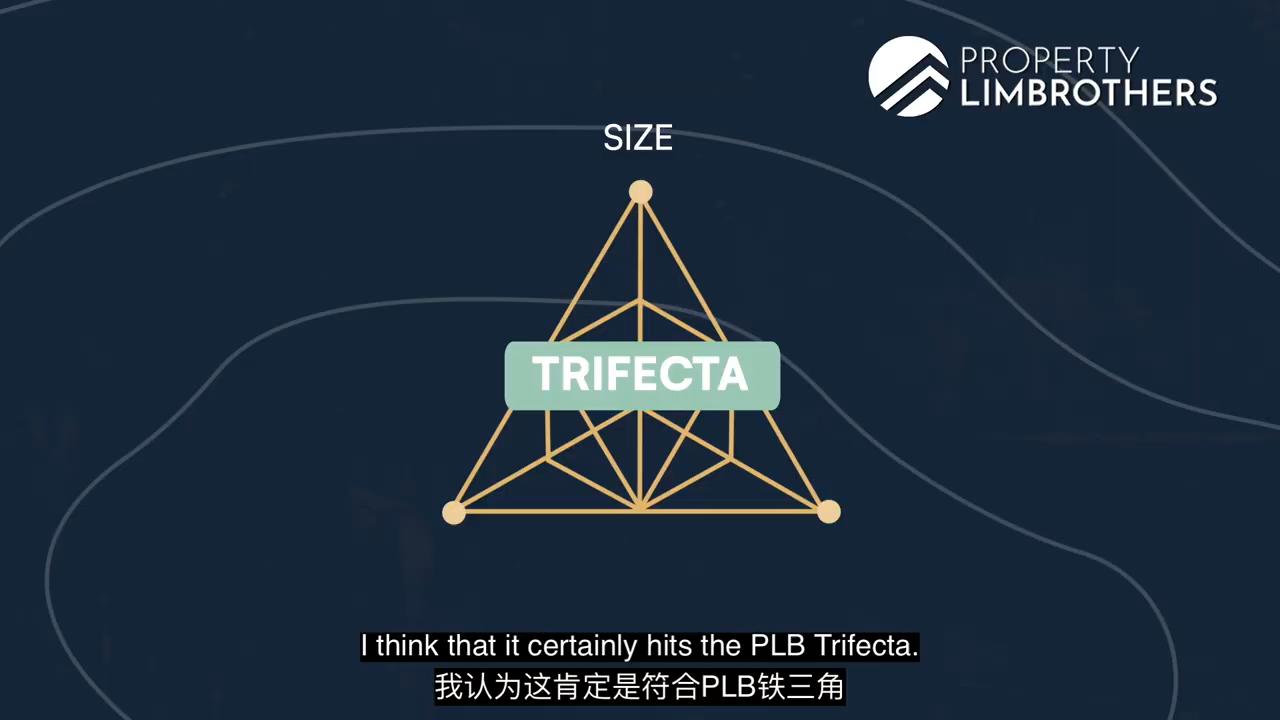 PROPERTY
LIMBROTHERS
SIZE
TRIFECTA
I think that it certainly hits the PLB Trifecta.
我认为这肯定是符合PLB铁三角